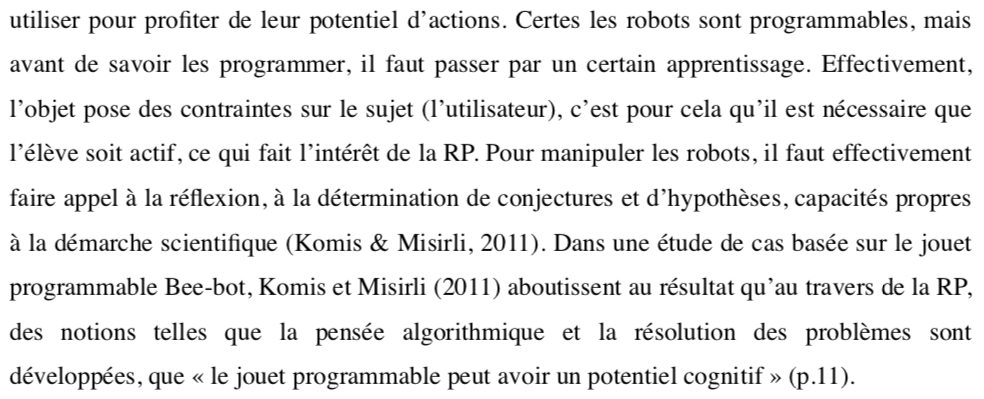 utiliser pour profiter de leur potentiel d’actions. Certes les robots sont programmables, mais
avant de savoir les programmer, il faut passer par un certain apprentissage. Effectivement,
l’objet pose des contraintes sur le sujet (l’utilisateur), c’est pour cela qu’il est nécessaire que
l’élève soit actif, ce qui fait l’intérêt de la RP. Pour manipuler les robots, il faut effectivement
faire appel à la réflexion, à la détermination de conjectures et d’hypothèses, capacités propres
à la démarche scientifique (Komis & Misirli, 2011). Dans une étude de cas basée sur le jouet
programmable Bee-bot, Komis et Misirli (2011) aboutissent au résultat qu’au travers de la RP,
des notions telles que la pensée algorithmique et la résolution des problèmes sont
développées, que « le jouet programmable peut avoir un potentiel cognitif » (p.11).